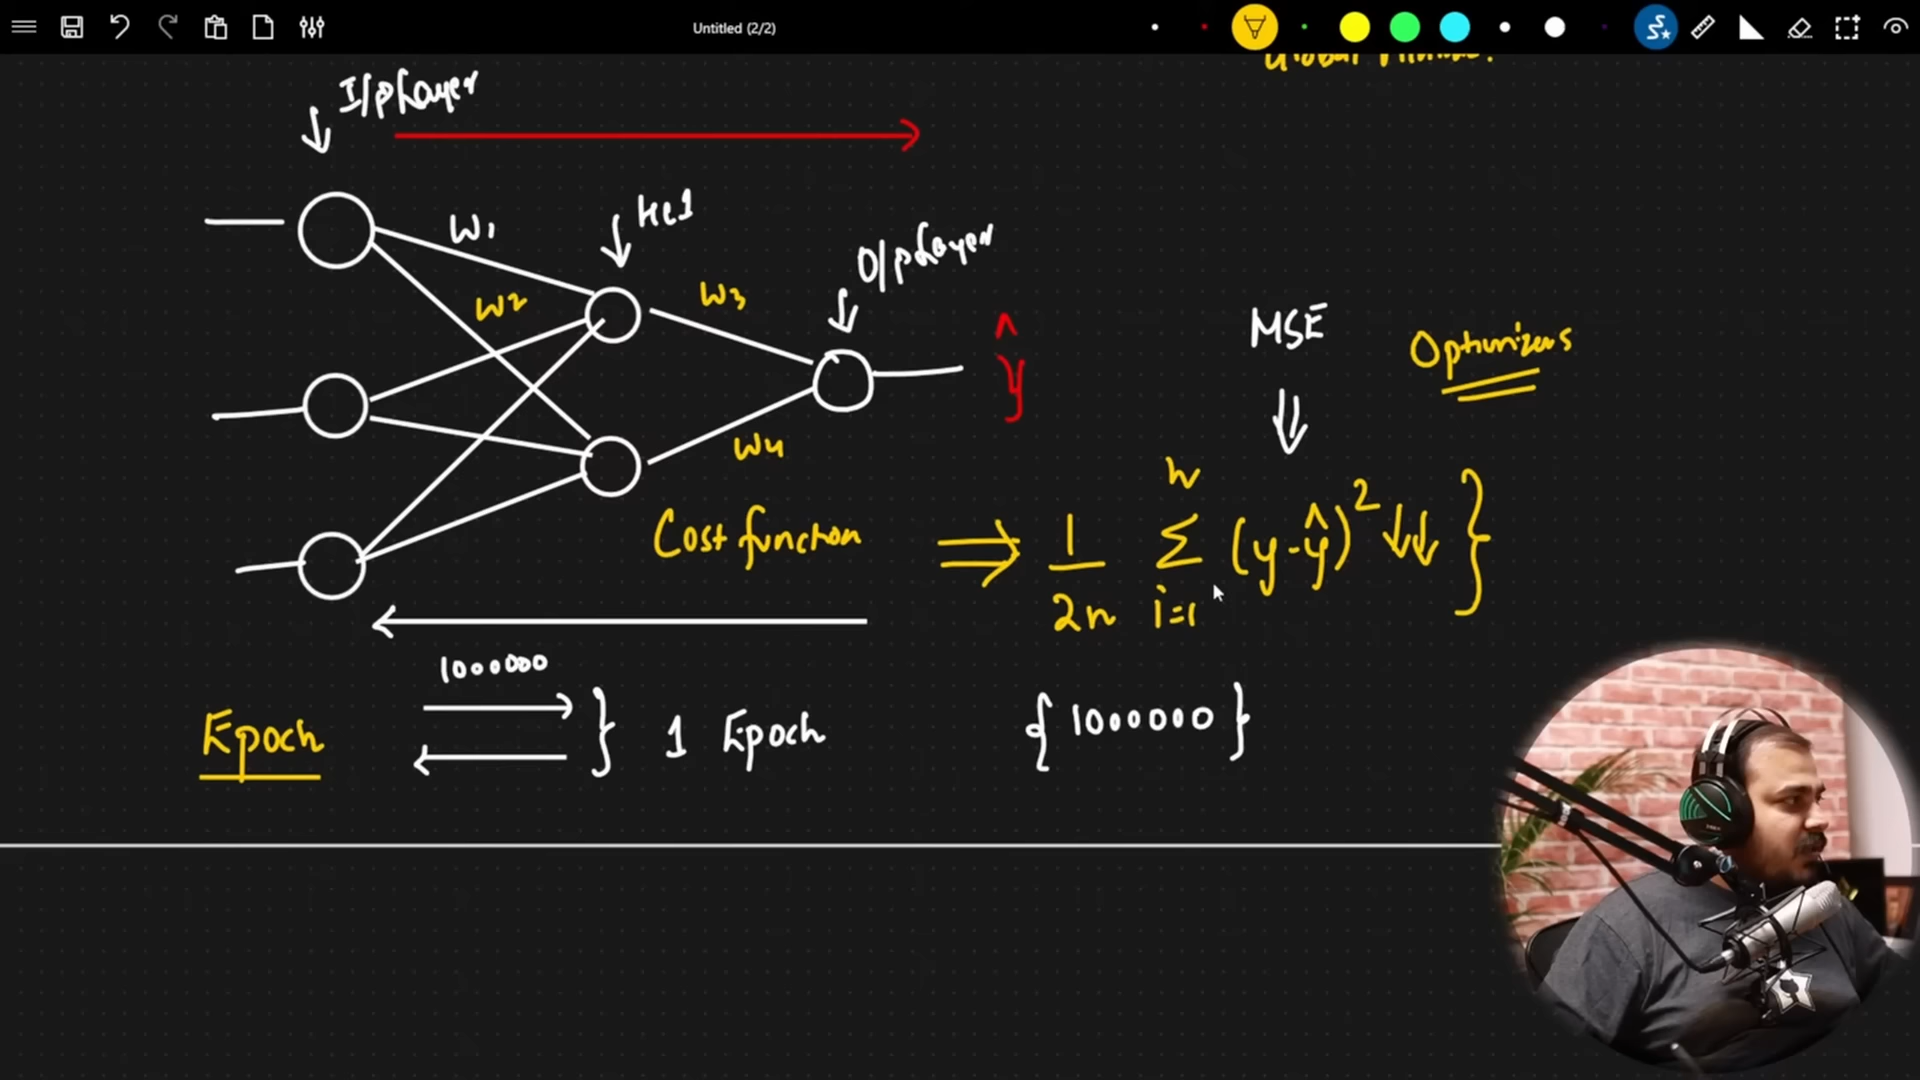 Untitled (2/2)
I/p Layer
HL1
W1
O/p Layer
W2
W3
ŷ
MSE
Optimizers
W4
Cost function ⇒ 1/2n Σ i=1 n (y-ŷ)² ↓↓ }
1000000
Epoch
} 1 Epoch
{ 1000000 }